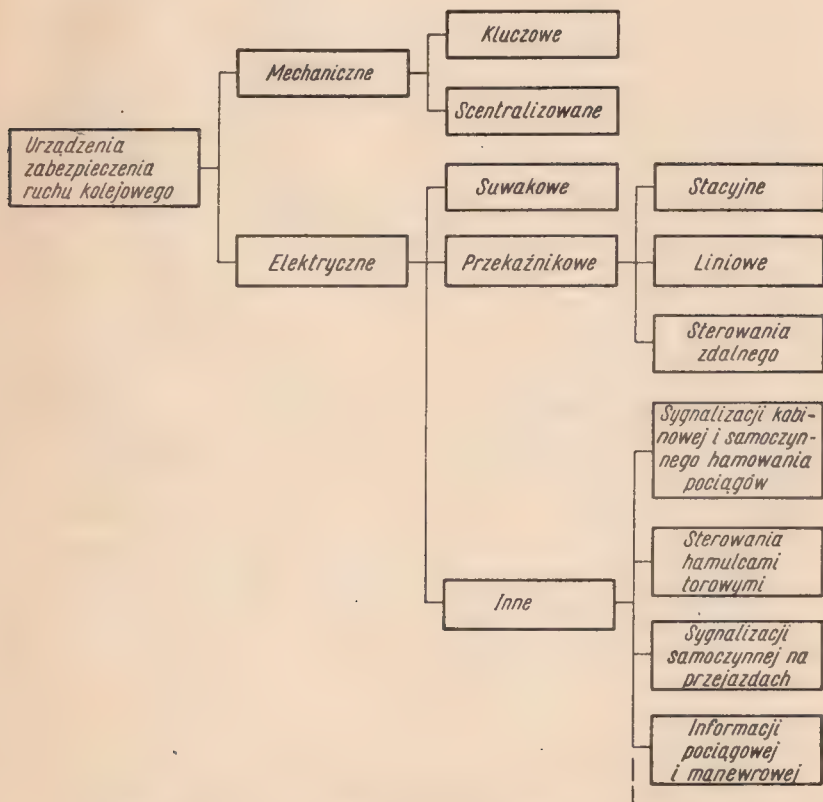 Urządzenia
zabezpieczenia
ruchu kolejowego
Mechaniczne
Kluczowe
Scentralizowane
Elektryczne
Suwakowe
Przekaźnikowe
Stacyjne
Liniowe
Sterowania
zdalnego
Inne
Sygnalizacji kabi-
nowej i samoczyn-
nego hamowania
pociągów
Sterowania
hamulcami
torowymi
Sygnalizacji
samoczynnej na
przejazdach
Informacji
pociągowej
i manewrowej